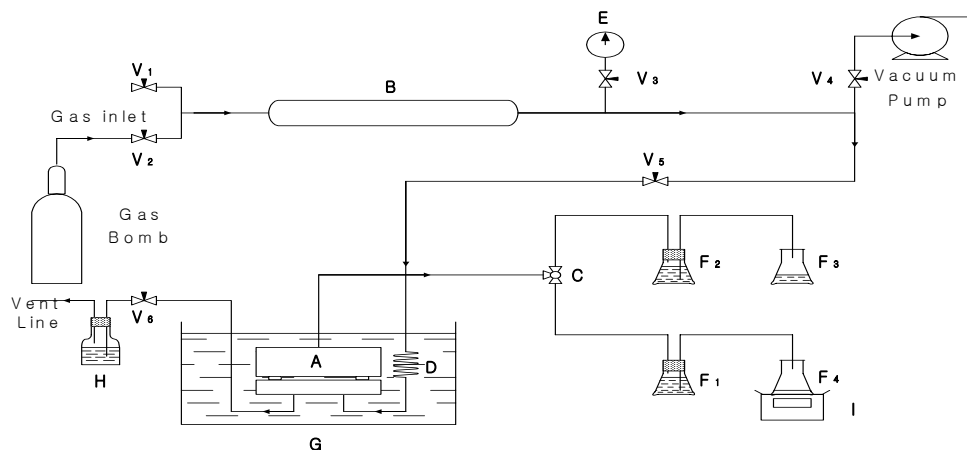 E
V1
B
V3
V4
Vacuum
Pump
Gas inlet
V2
V5
Gas
Bomb
C
F2
F3
Vent
Line
V6
A
D
H
F1
F4
I
G